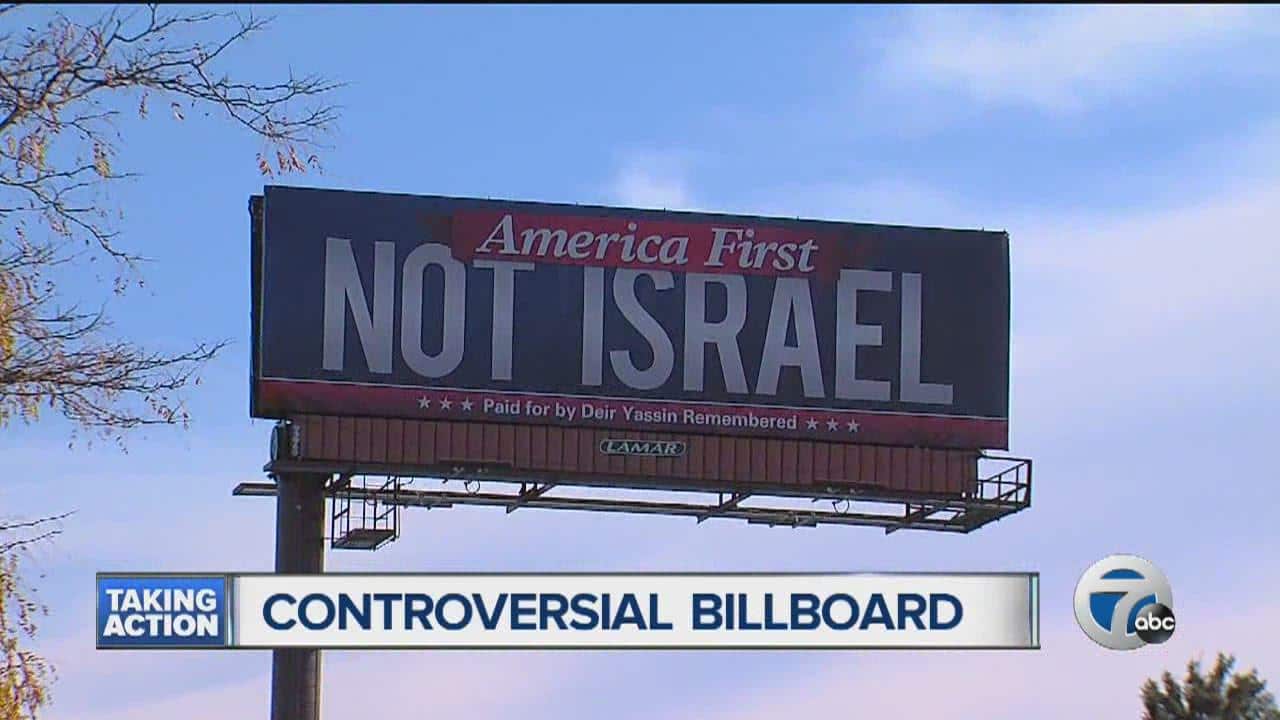 America First
NOT ISRAEL
★ ★ ★ Paid for by Deir Yassin Remembered ★ ★ ★
LAMAR
TAKING
ACTION
CONTROVERSIAL BILLBOARD
7
abc